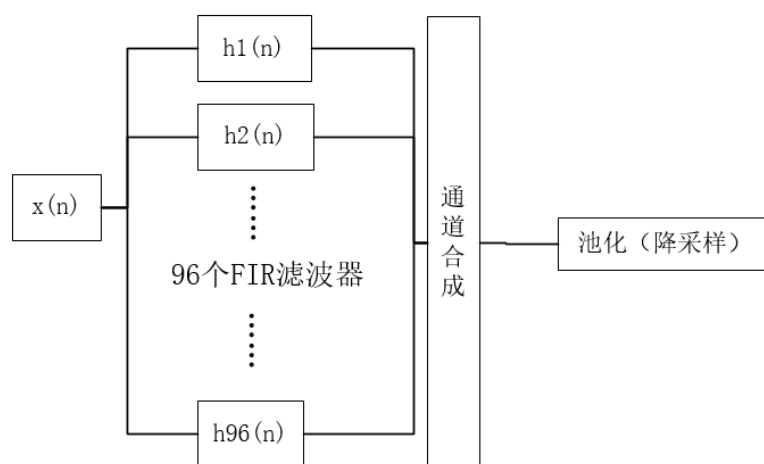 h1(n)
h2(n)
x(n)
96个FIR滤波器
h96(n)
通道合成
池化（降采样）